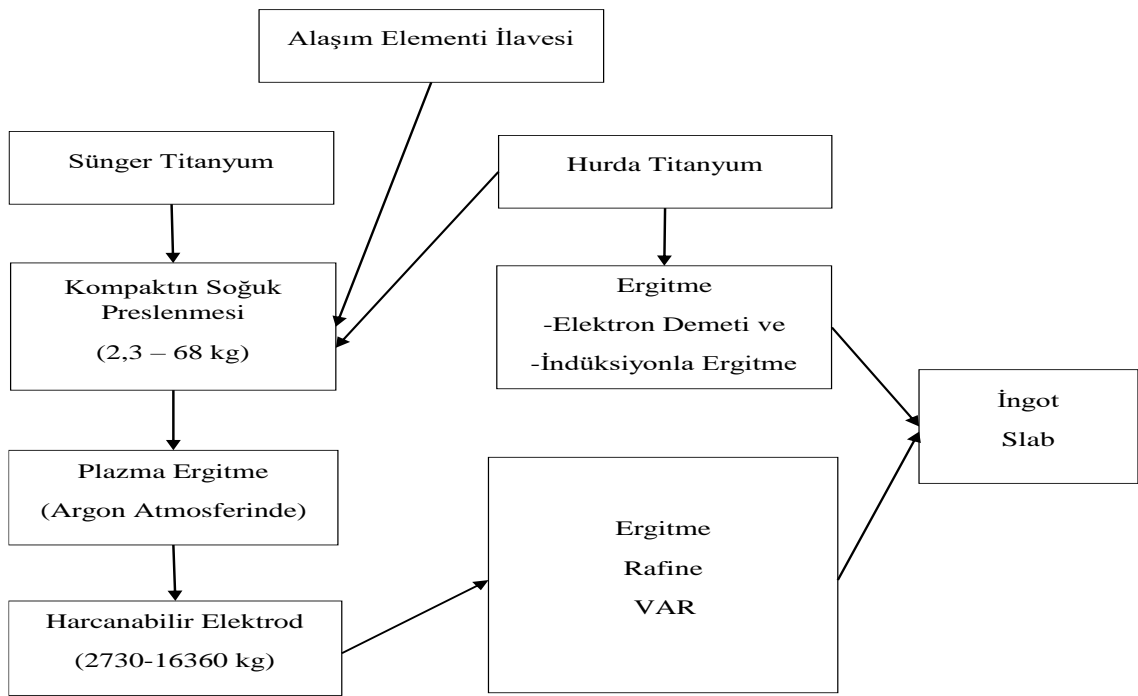 Alaşım Elementi İlavesi
Sünger Titanyum
Hurda Titanyum
Kompaktın Soğuk
Preslenmesi
(2,3 – 68 kg)
Ergitme
-Elektron Demeti ve
-İndüksiyonla Ergitme
İngot
Slab
Plazma Ergitme
(Argon Atmosferinde)
Ergitme
Rafine
VAR
Harcanabilir Elektrod
(2730-16360 kg)